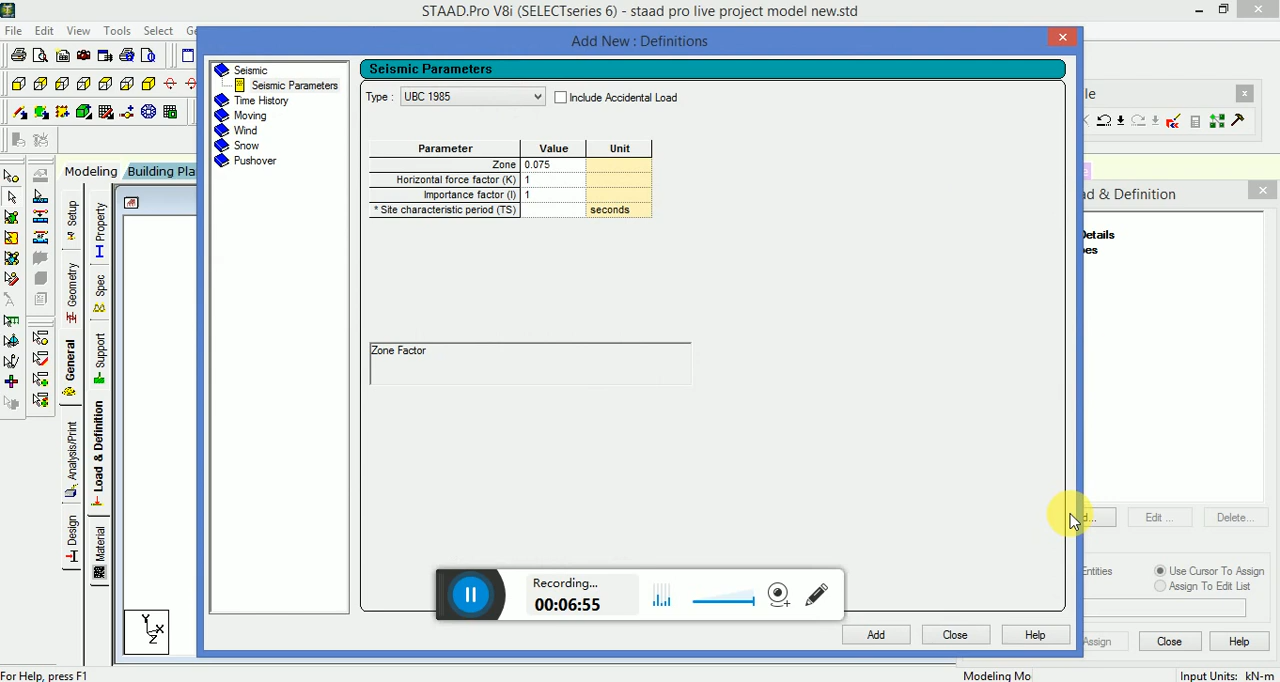 STAAD.Pro V8i (SELECTseries 6) - staad pro live project model new.std
File Edit View Tools Select
Add New : Definitions
Seismic
Seismic Parameters
Time History
Moving
Wind
Snow
Pushover
Seismic Parameters
Type : UBC 1985 Include Accidental Load
Parameter Value Unit
Zone 0.075
Horizontal force factor (K) 1
Importance factor (I) 1
* Site characteristic period (TS) seconds
Zone Factor
Modeling Building Pla
Setup
Geometry
General
Analysis/Print
Design
Property
Spec
Support
Load & Definition
Material
Y
X
Z
Recording...
00:06:55
Add Close Help
& Definition
Details
Edit ... Delete...
Entities
Use Cursor To Assign
Assign To Edit List
Assign Close Help
For Help, press F1
Modeling Mo Input Units: kN-m